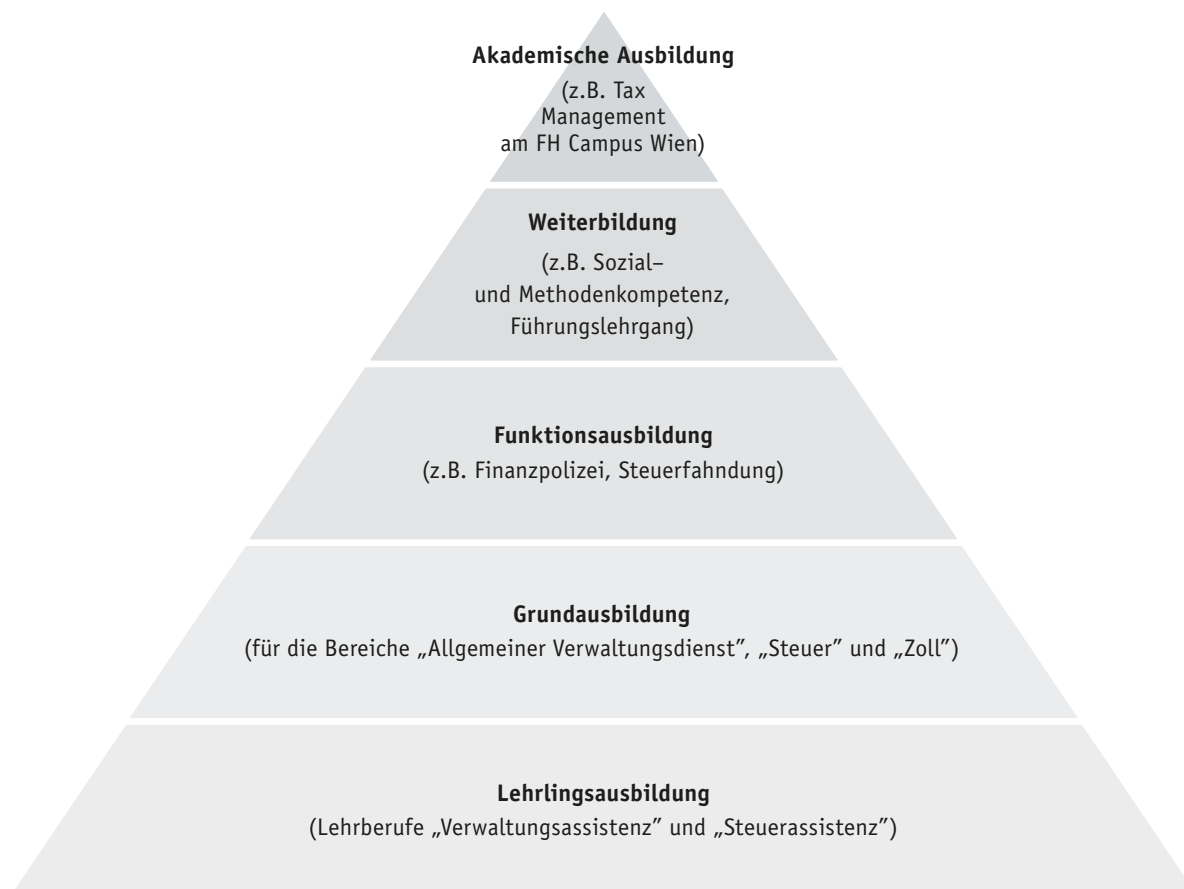 Akademische Ausbildung
(z.B. Tax
Management
am FH Campus Wien)
Weiterbildung
(z.B. Sozial–
und Methodenkompetenz,
Führungslehrgang)
Funktionsausbildung
(z.B. Finanzpolizei, Steuerfahndung)
Grundausbildung
(für die Bereiche „Allgemeiner Verwaltungsdienst”, „Steuer” und „Zoll”)
Lehrlingsausbildung
(Lehrberufe „Verwaltungsassistenz” und „Steuerassistenz”)